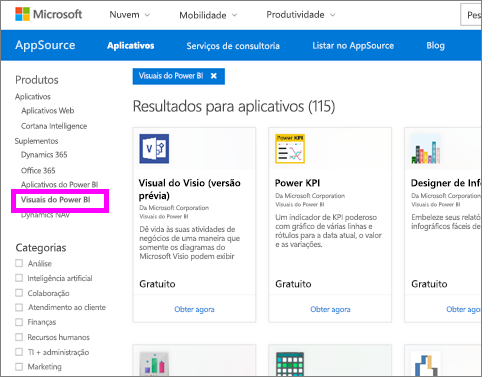 Microsoft
Nuvem
Mobilidade
Produtividade
Pes
AppSource
Aplicativos
Serviços de consultoria
Listar no AppSource
Blog
Produtos
Aplicativos
Aplicativos Web
Cortana Intelligence
Suplementos
Dynamics 365
Office 365
Aplicativos do Power BI
Visuais do Power BI
Dynamics NAV
Categorias
Análise
Inteligência artificial
Colaboração
Atendimento ao cliente
Finanças
Recursos humanos
TI + administração
Marketing
Visuais do Power BI ×
Resultados para aplicativos (115)
Visual do Visio (versão
prévia)
Da Microsoft Corporation
Visuais do Power BI
Dê vida às suas atividades de
negócios de uma maneira que
somente os diagramas do
Microsoft Visio podem exibir
Gratuito
Obter agora
Power KPI
Power KPI
Da Microsoft Corporation
Visuais do Power BI
Um indicador de KPI poderoso
com gráfico de várias linhas e
rótulos para a data atual, o valor
e as variações.
Gratuito
Obter agora
Designer de Info
Da Microsoft Corporation
Visuais do Power BI
Embeleze seus relató
infográficos fáceis de
Gratuito
Obter ag